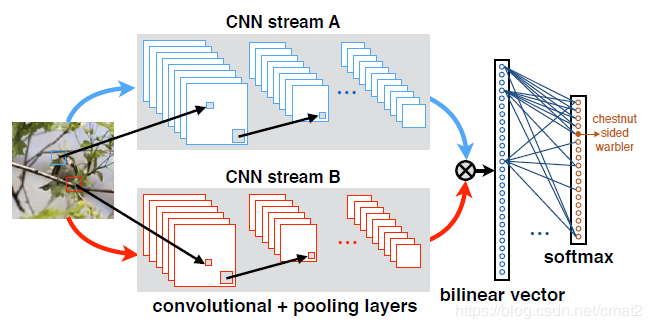 CNN stream A
CNN stream B
convolutional + pooling layers
bilinear vector
softmax
chestnut
sided
warbler
https://blog.csdn.net/cmat2